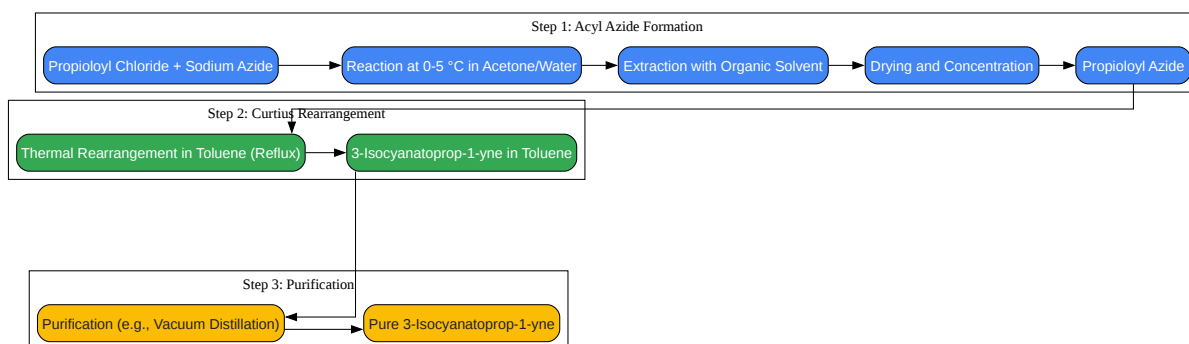 Step 1: Acyl Azide Formation
Propioloyl Chloride + Sodium Azide
Reaction at 0-5 °C in Acetone/Water
Extraction with Organic Solvent
Drying and Concentration
Propioloyl Azide
Step 2: Curtius Rearrangement
Thermal Rearrangement in Toluene (Reflux)
3-Isocyanatoprop-1-yne in Toluene
Step 3: Purification
Purification (e.g., Vacuum Distillation)
Pure 3-Isocyanatoprop-1-yne